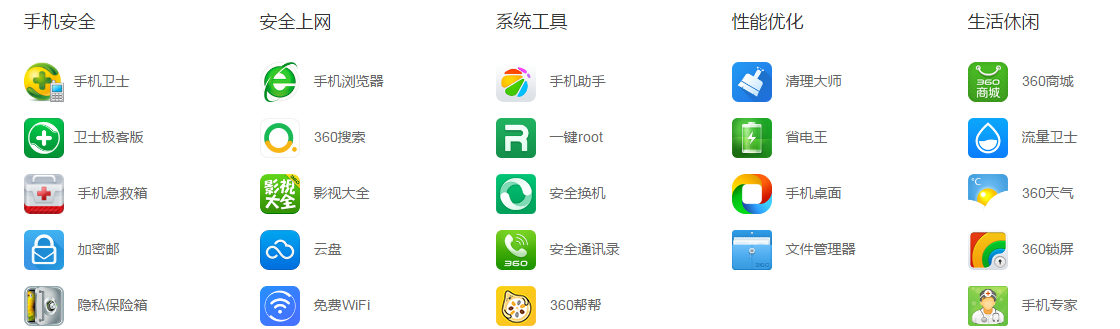 手机安全
手机卫士
卫士极客版
手机急救箱
加密邮
隐私保险箱
安全上网
手机浏览器
360搜索
影视大全
影视大全
云盘
免费WiFi
系统工具
手机助手
一键root
安全换机
360
安全通讯录
360帮帮
性能优化
清理大师
省电王
手机桌面
360
文件管理器
生活休闲
360
商城
360商城
流量卫士
°C
360天气
360锁屏
手机专家